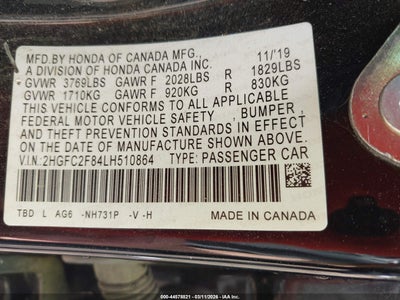 MFD.BY HONDA OF CANADA MFG., 11/'19
A DIVISION OF HONDA CANADA INC.
GVWR 3769LBS GAWR F 2028LBS R 1829LBS
GVWR 1710KG GAWR F 920KG R 830KG
THIS VEHICLE CONFORMS TO ALL APPLICABLE
FEDERAL MOTOR VEHICLE SAFETY, BUMPER,
AND THEFT PREVENTION STANDARDS IN EFFECT
ON THE DATE OF MANUFACTURE SHOWN ABOVE.
V.I.N: 2HGFC2F84LH510864 TYPE: PASSENGER CAR
TBD L AG6 -NH731P -V -H
MADE IN CANADA
000-44578821 - 03/11/2026 - IAA Inc.